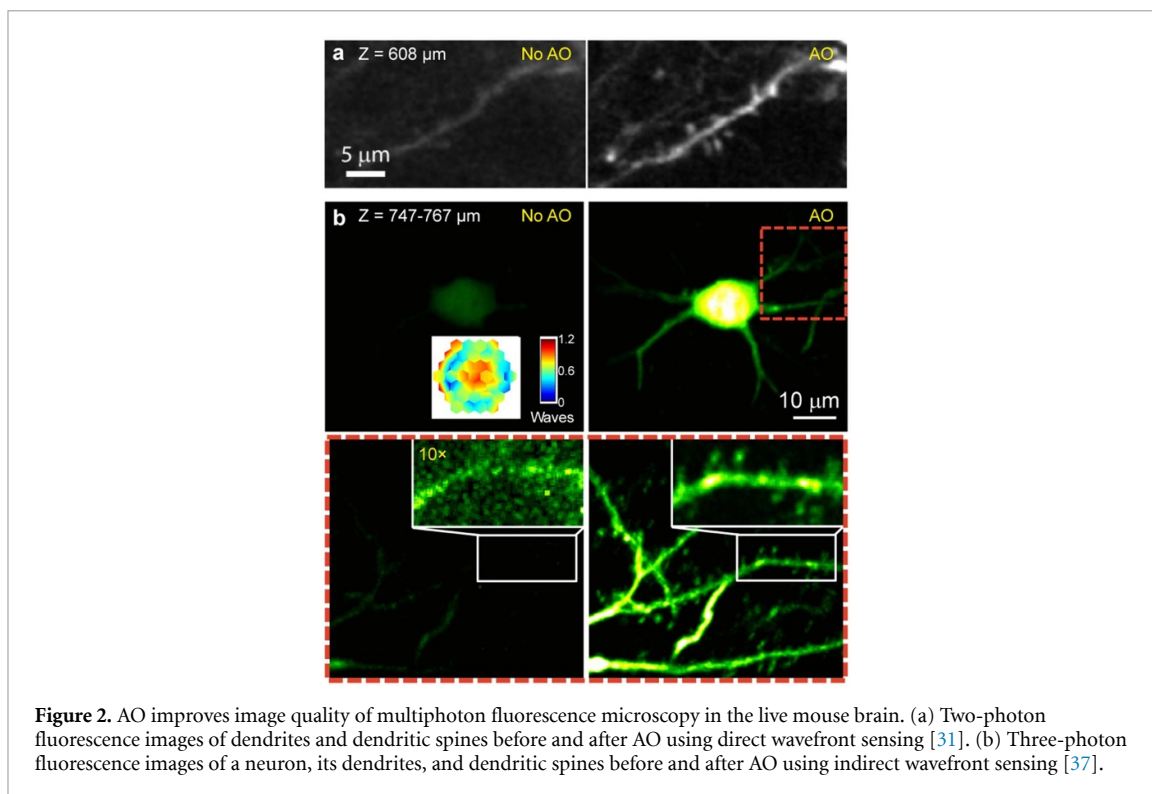 a Z = 608 μm No AO AO
5 μm
b Z = 747-767 μm No AO AO
1.2
0.6
0
Waves
10 μm
10×
Figure 2. AO improves image quality of multiphoton fluorescence microscopy in the live mouse brain. (a) Two-photon
fluorescence images of dendrites and dendritic spines before and after AO using direct wavefront sensing [31]. (b) Three-photon
fluorescence images of a neuron, its dendrites, and dendritic spines before and after AO using indirect wavefront sensing [37].